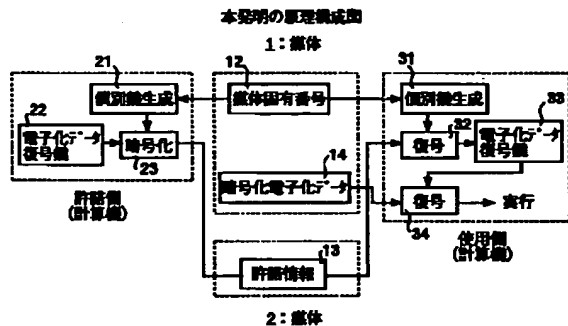 本発明の原理構成図
1：媒体
21
12
31
個別鍵生成
媒体固有番号
個別鍵生成
33
22
電子化データ
復号鍵
暗号化
23
復号
32
電子化データ
復号鍵
14
暗号化電子化データ
許諾側
(計算機)
復号
34
実行
使用側
(計算機)
13
許諾情報
2：媒体